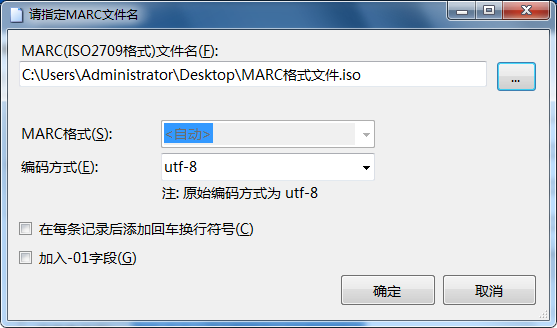 请指定MARC文件名
MARC(ISO2709格式)文件名(F):
C:\Users\Administrator\Desktop\MARC格式文件.iso
...
MARC格式(S):
<自动>
编码方式(E):
utf-8
注: 原始编码方式为 utf-8
在每条记录后添加回车换行符号(C)
加入-01字段(G)
确定
取消